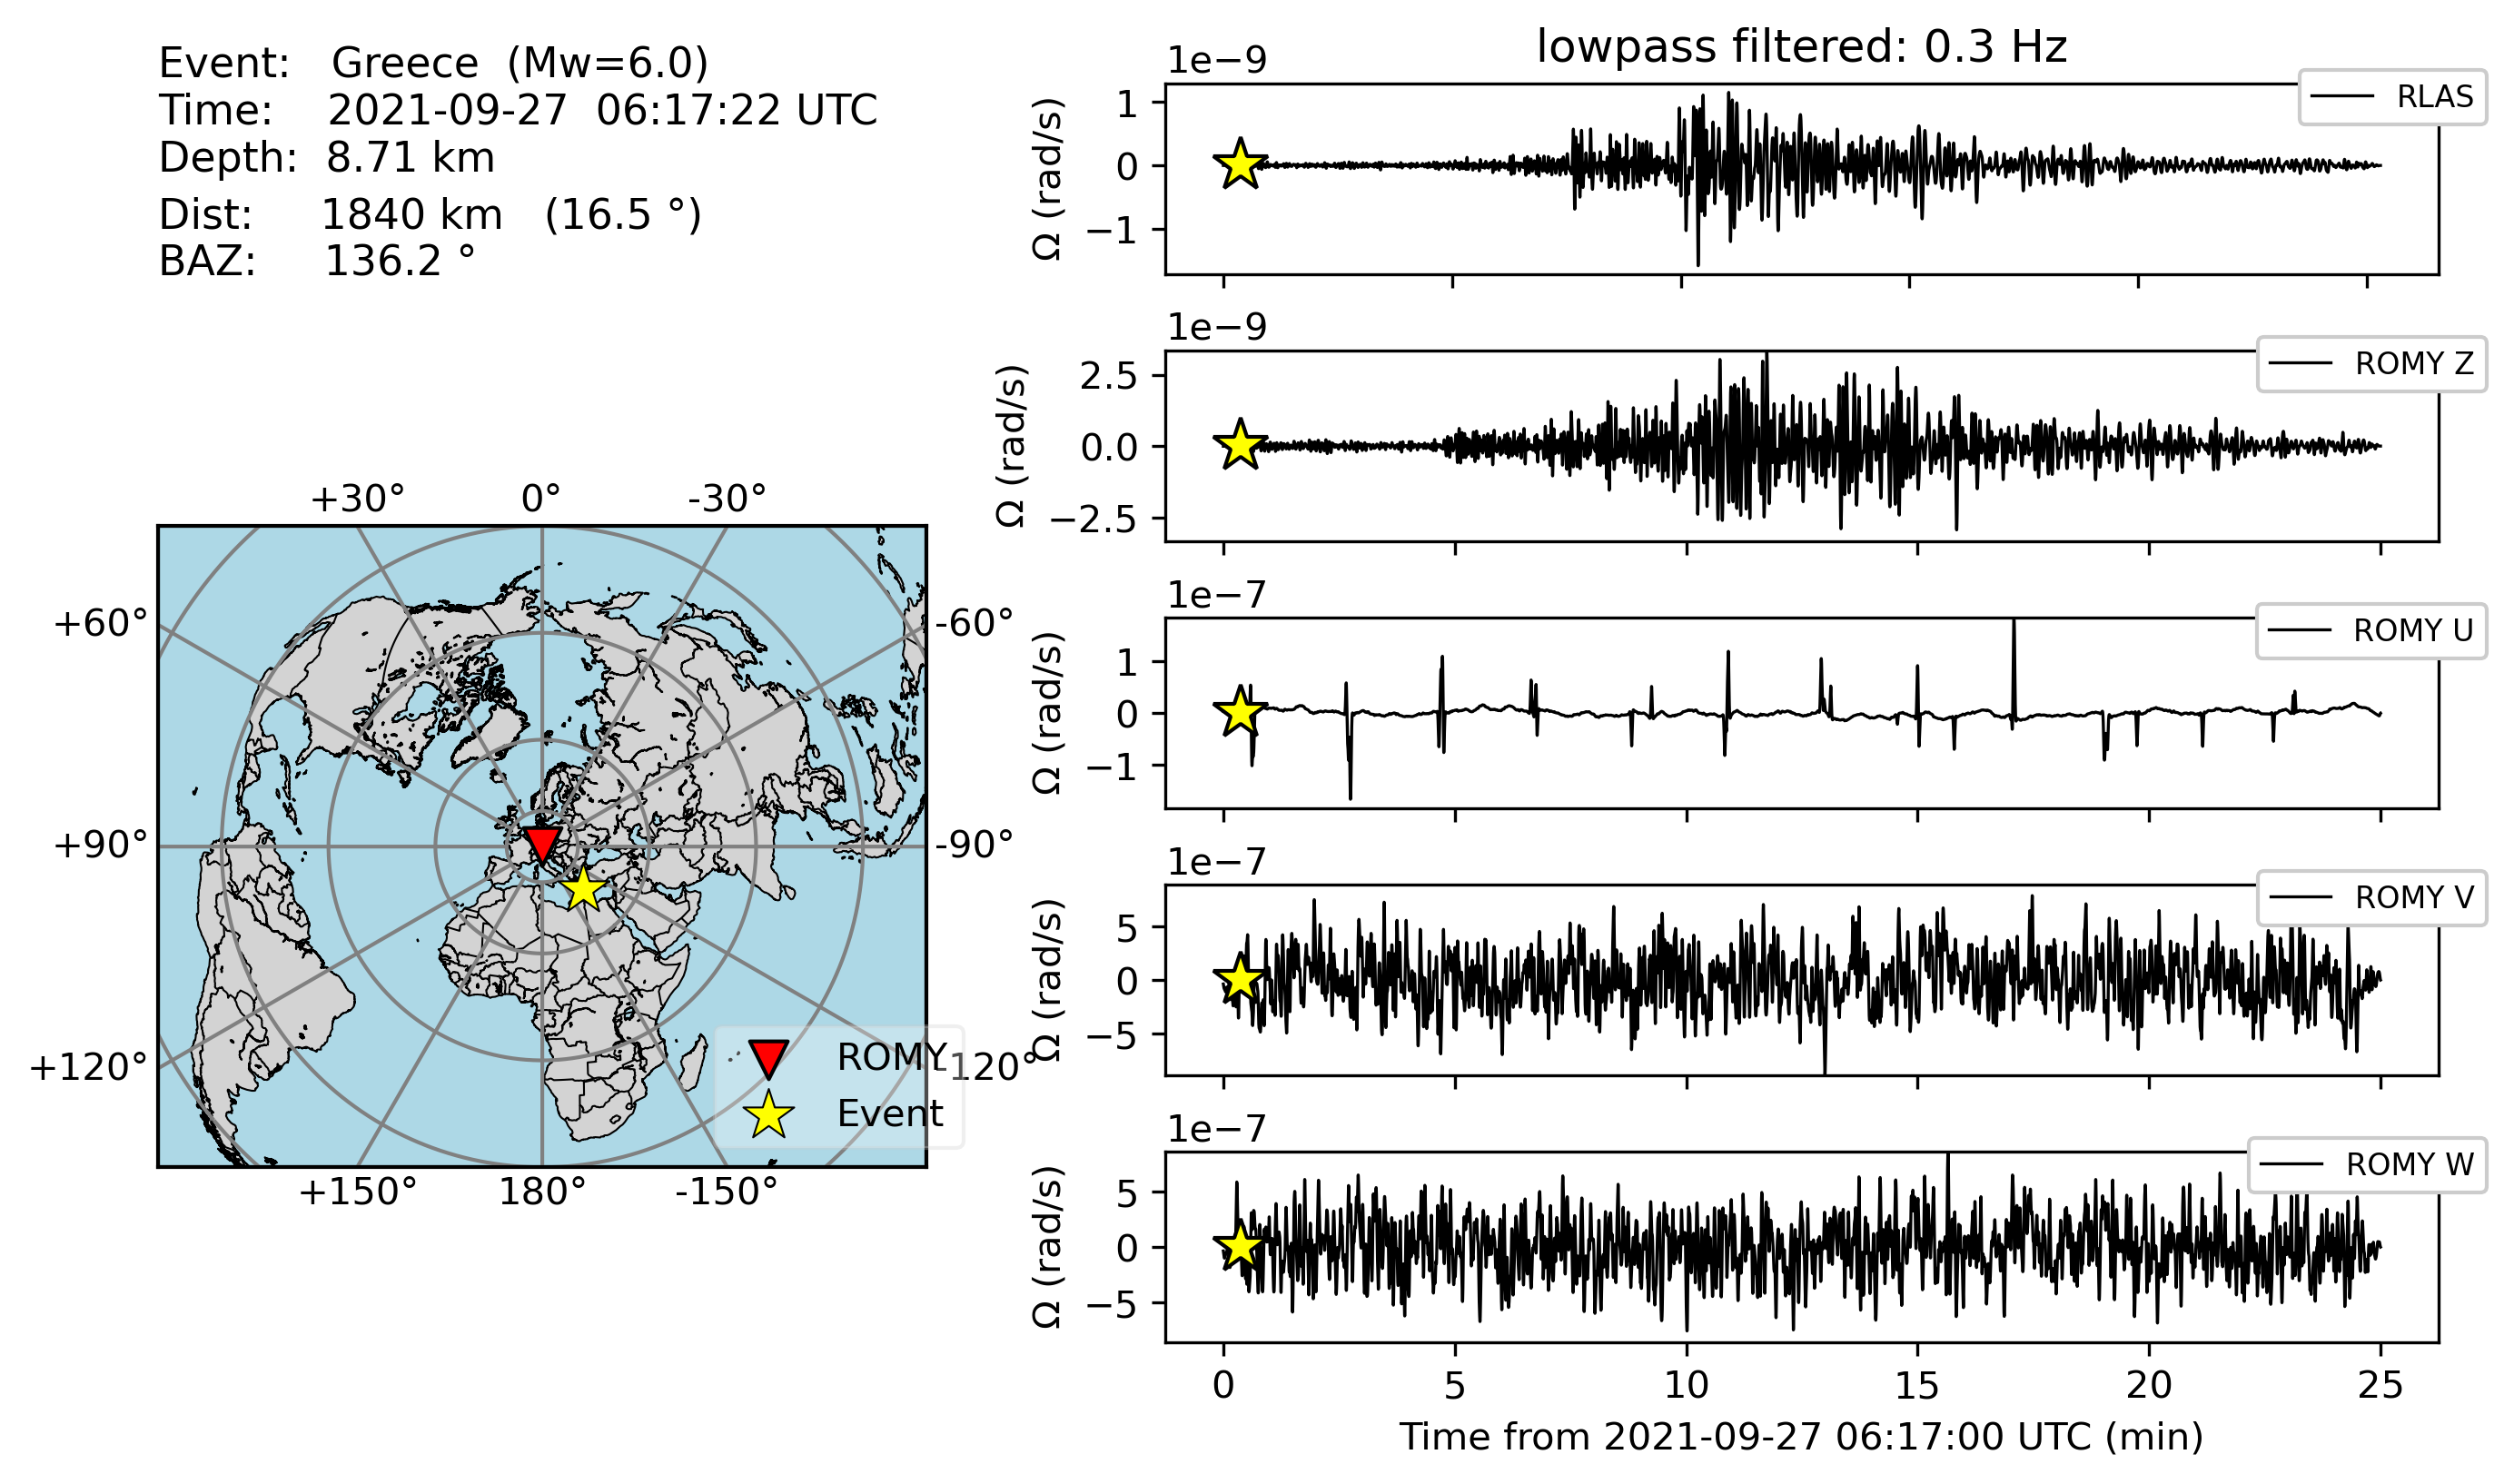 Event:   Greece  (Mw=6.0)
Time:    2021-09-27  06:17:22 UTC
Depth:  8.71 km
Dist:     1840 km   (16.5 °)
BAZ:     136.2 °
+30° 0° -30°
+60° -60°
+90° -90°
+120° -120°
+150° 180° -150°
ROMY
Event
lowpass filtered: 0.3 Hz
1e−9
RLAS
1
0
−1
Ω (rad/s)
1e−9
ROMY Z
2.5
0.0
−2.5
Ω (rad/s)
1e−7
ROMY U
1
0
−1
Ω (rad/s)
1e−7
ROMY V
5
0
−5
Ω (rad/s)
1e−7
ROMY W
5
0
−5
Ω (rad/s)
0 5 10 15 20 25
Time from 2021-09-27 06:17:00 UTC (min)